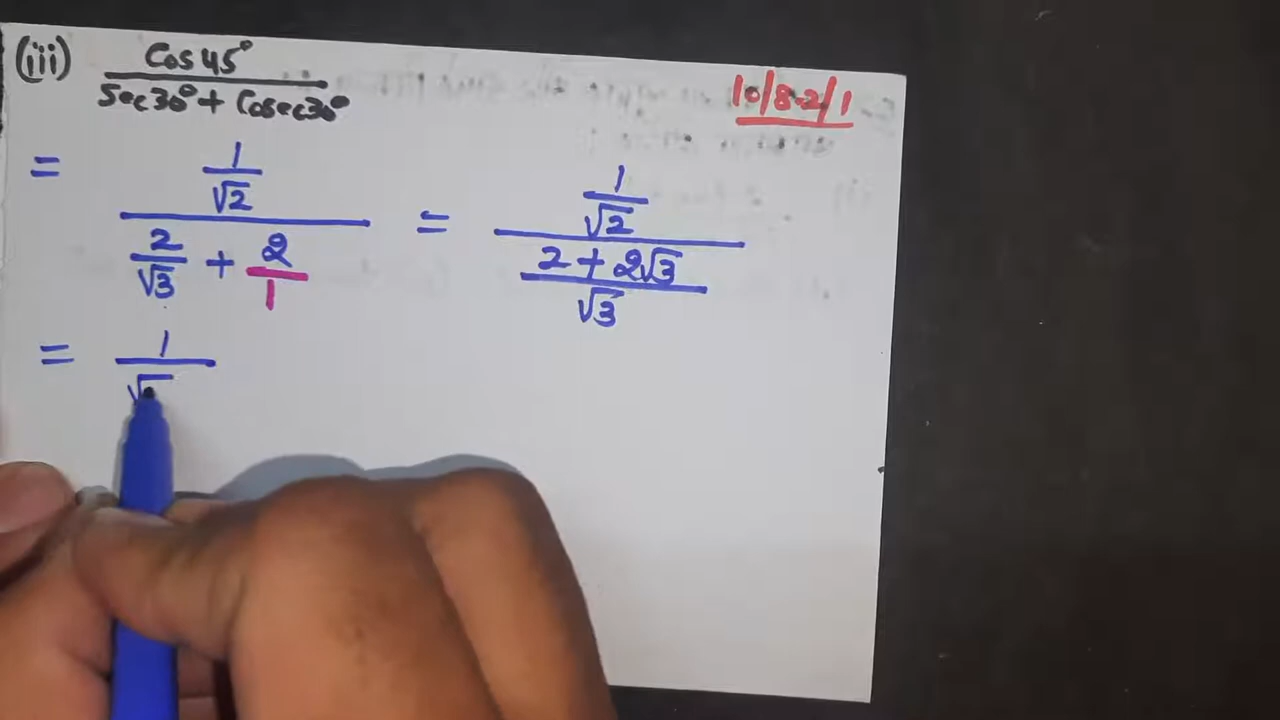 (iii) Cos 45°
Sec 30° + Cosec 30°
10/8.2/1
= 1/√2 = 1/√2
2/√3 + 2/1 2 + 2√3
√3
= 1/√